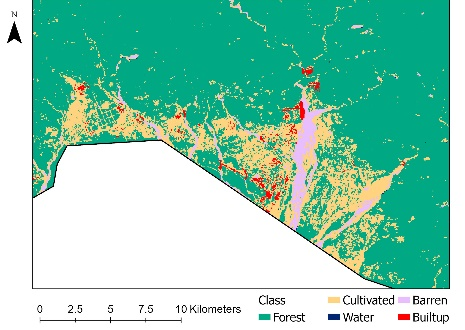 N
0 2.5 5 7.5 10 Kilometers
Class
Cultivated Barren
Forest Water Builtup